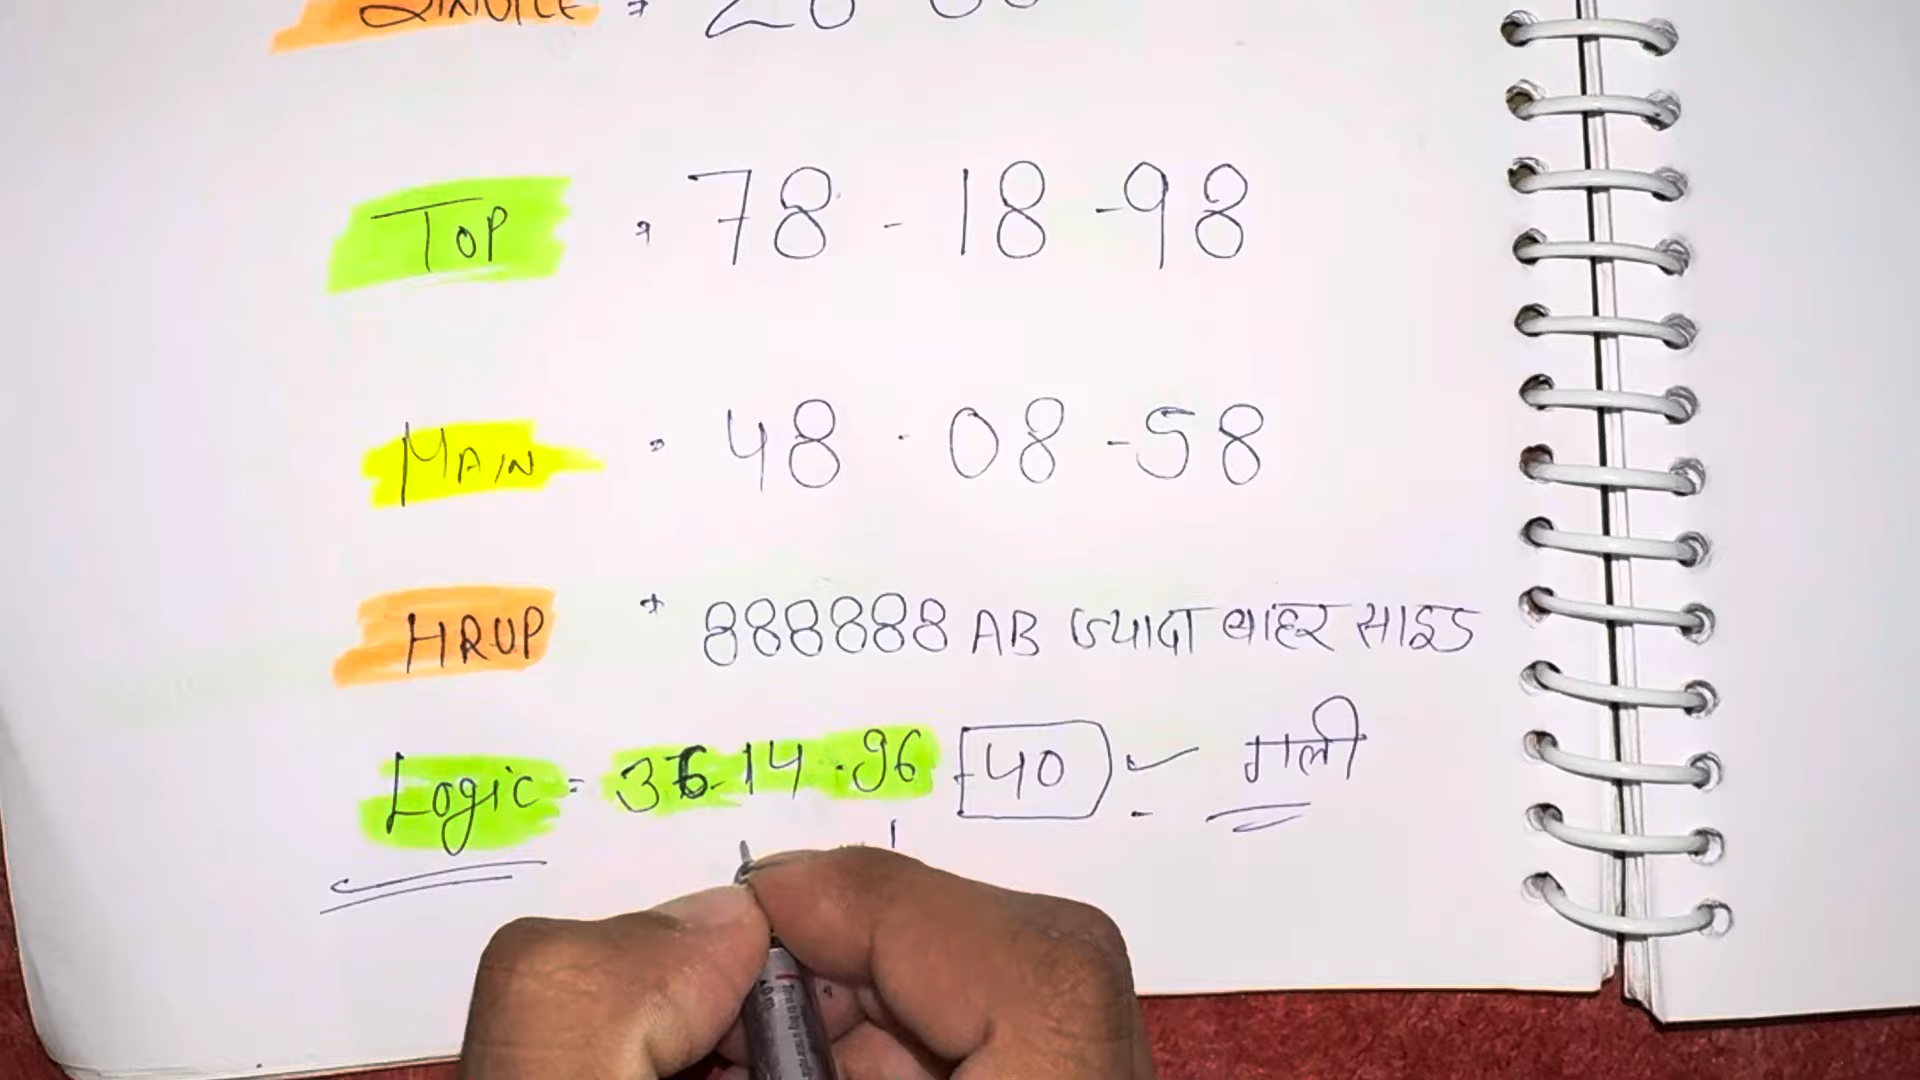 TOP 78 - 18 - 98
MAIN 48 - 08 - 58
HRUP 888888 AB ज्यादा बाहर साइड
Logic = 36 - 14 - 96 - 40 ✓ गली